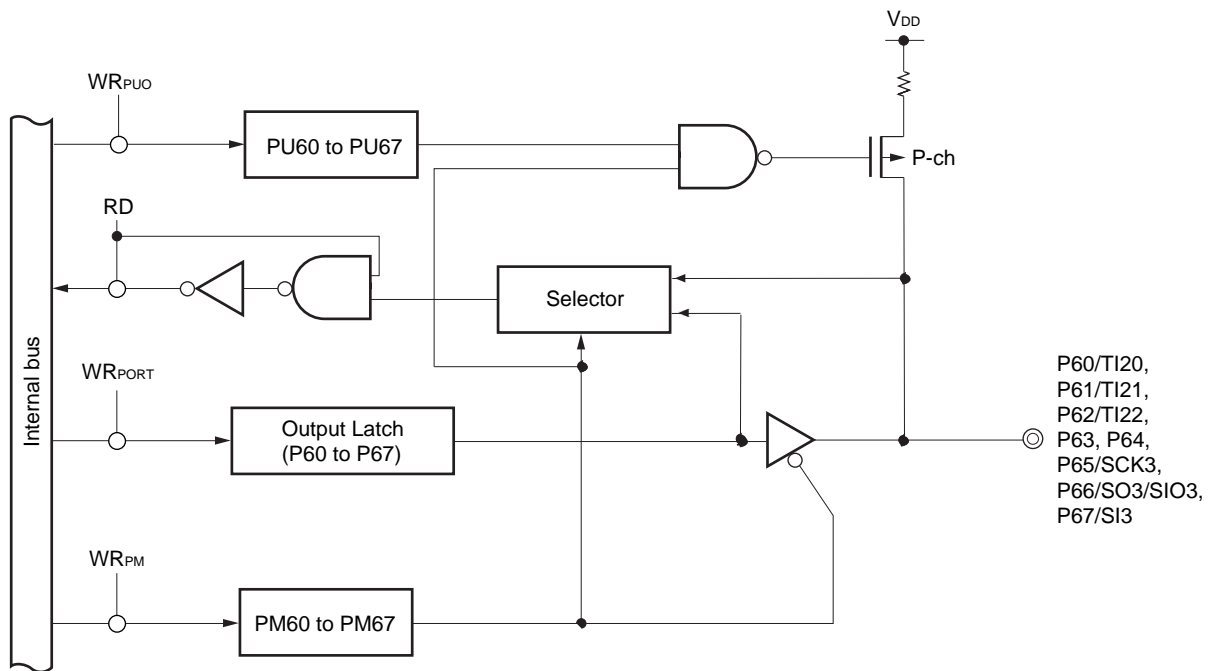 VDD
WRPUO
PU60 to PU67
P-ch
RD
Selector
Internal bus
WRPORT
Output Latch
(P60 to P67)
P60/TI20,
P61/TI21,
P62/TI22,
P63, P64,
P65/SCK3,
P66/SO3/SIO3,
P67/SI3
WRPM
PM60 to PM67